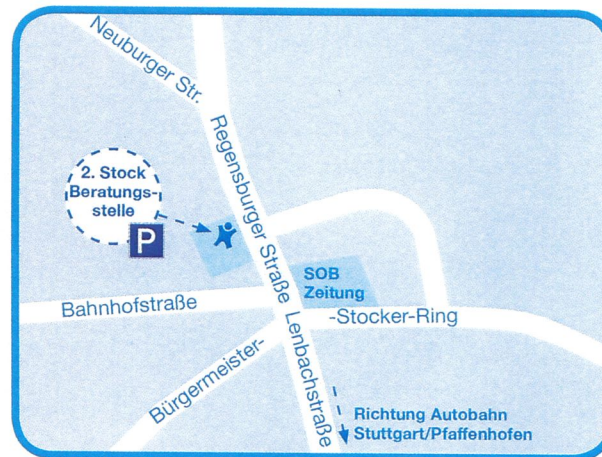 Neuburger Str.
Regensburger Straße
2. Stock
Beratungs-
stelle
P
SOB
Zeitung
Bahnhofstraße
-Stocker-Ring
Bürgermeister-
Lenbachstraße
Richtung Autobahn
Stuttgart/Pfaffenhofen